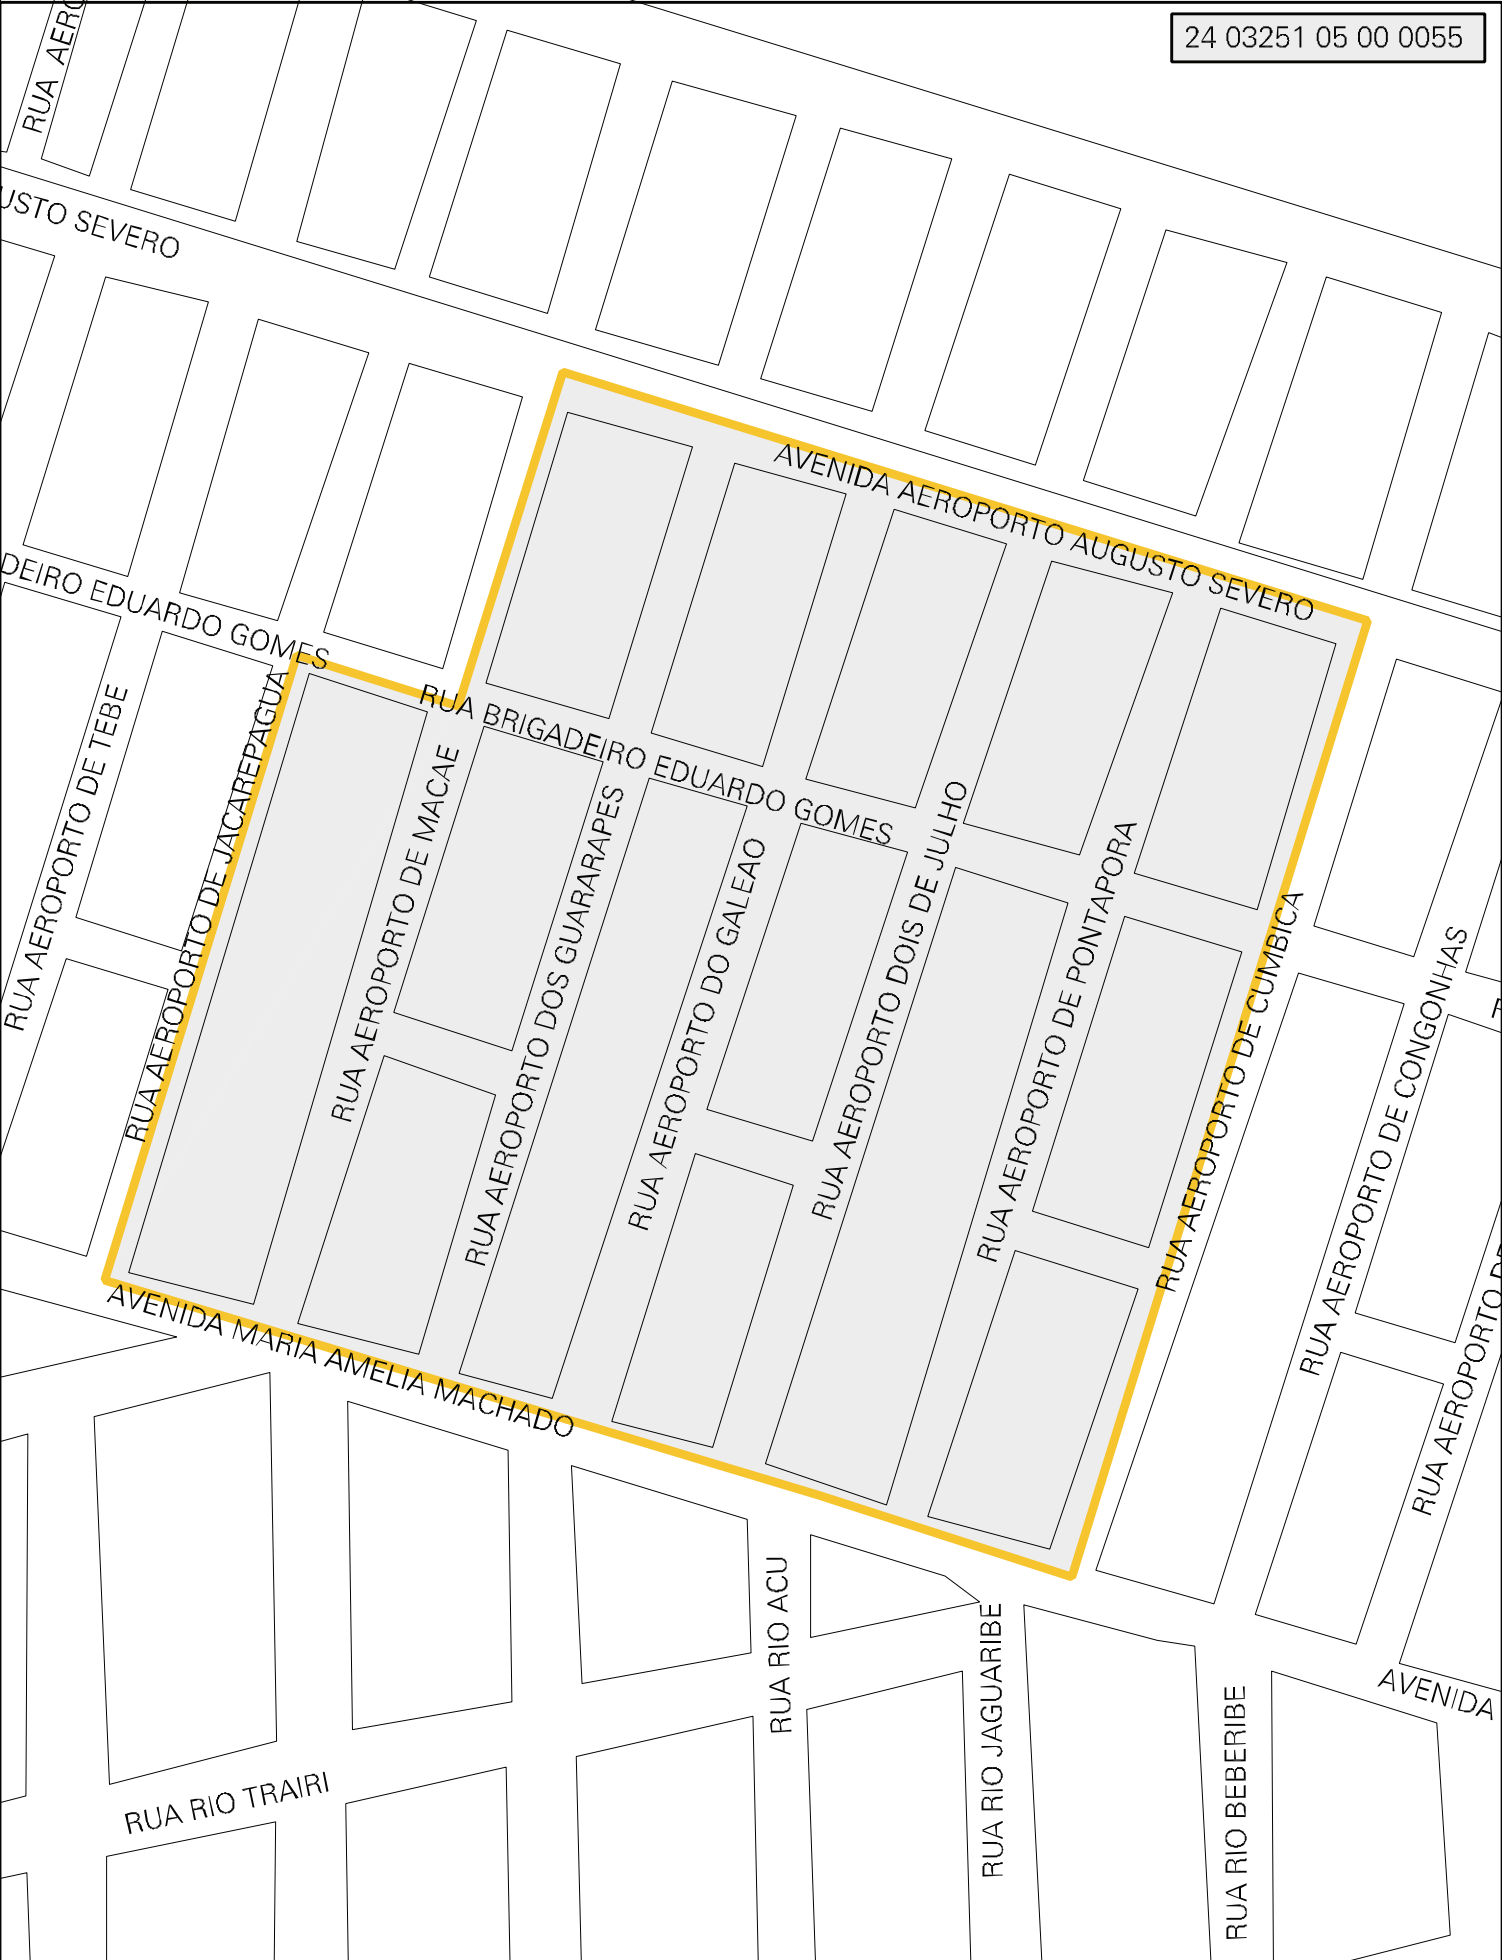 24 03251 05 00 0055
RUA AERO
USTO SEVERO
AVENIDA AEROPORTO AUGUSTO SEVERO
DEIRO EDUARDO GOMES
RUA BRIGADEIRO EDUARDO GOMES
RUA AEROPORTO DE TEBE
RUA AEROPORTO DE JACAREPAGUA
RUA AEROPORTO DE MACAE
RUA AEROPORTO DOS GUARARAPES
RUA AEROPORTO DO GALEAO
RUA AEROPORTO DOIS DE JULHO
RUA AEROPORTO DE PONTAPORA
RUA AEROPORTO DE CUMBICA
RUA AEROPORTO DE CONGONHAS
RUA AEROPORTO DE
AVENIDA MARIA AMELIA MACHADO
RUA RIO ACU
RUA RIO JAGUARIBE
RUA RIO BEBERIBE
AVENIDA
RUA RIO TRAIRI